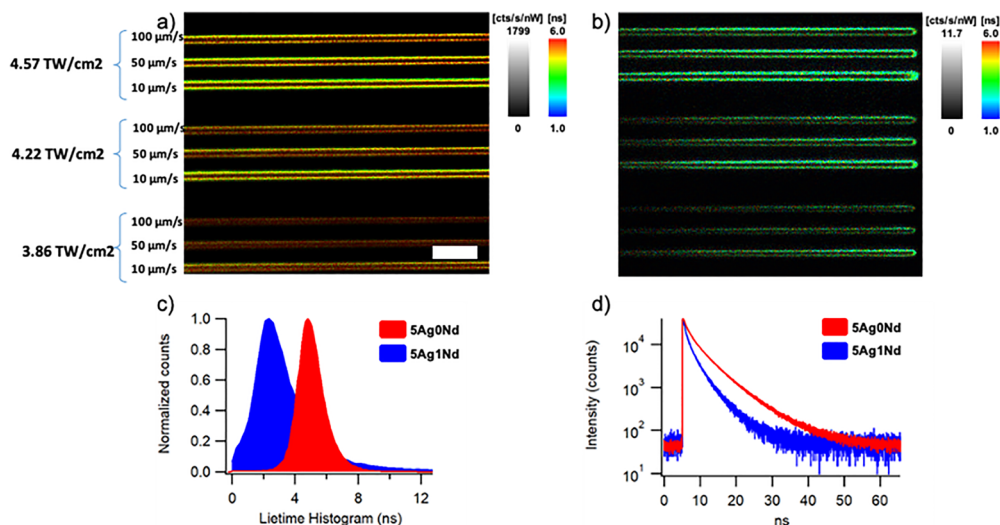 a)
[cts/s/nW] [ns]
1799 6.0
0 1.0
4.57 TW/cm2
100 µm/s
50 µm/s
10 µm/s
4.22 TW/cm2
100 µm/s
50 µm/s
10 µm/s
3.86 TW/cm2
100 µm/s
50 µm/s
10 µm/s
b)
[cts/s/nW] [ns]
11.7 6.0
0 1.0
c)
Normalized counts
1.0
0.8
0.6
0.4
0.2
0.0
5Ag0Nd
5Ag1Nd
0 4 8 12
Lietime Histogram (ns)
d)
Intensity (counts)
10⁴
10³
10²
10¹
5Ag0Nd
5Ag1Nd
0 10 20 30 40 50 60
ns